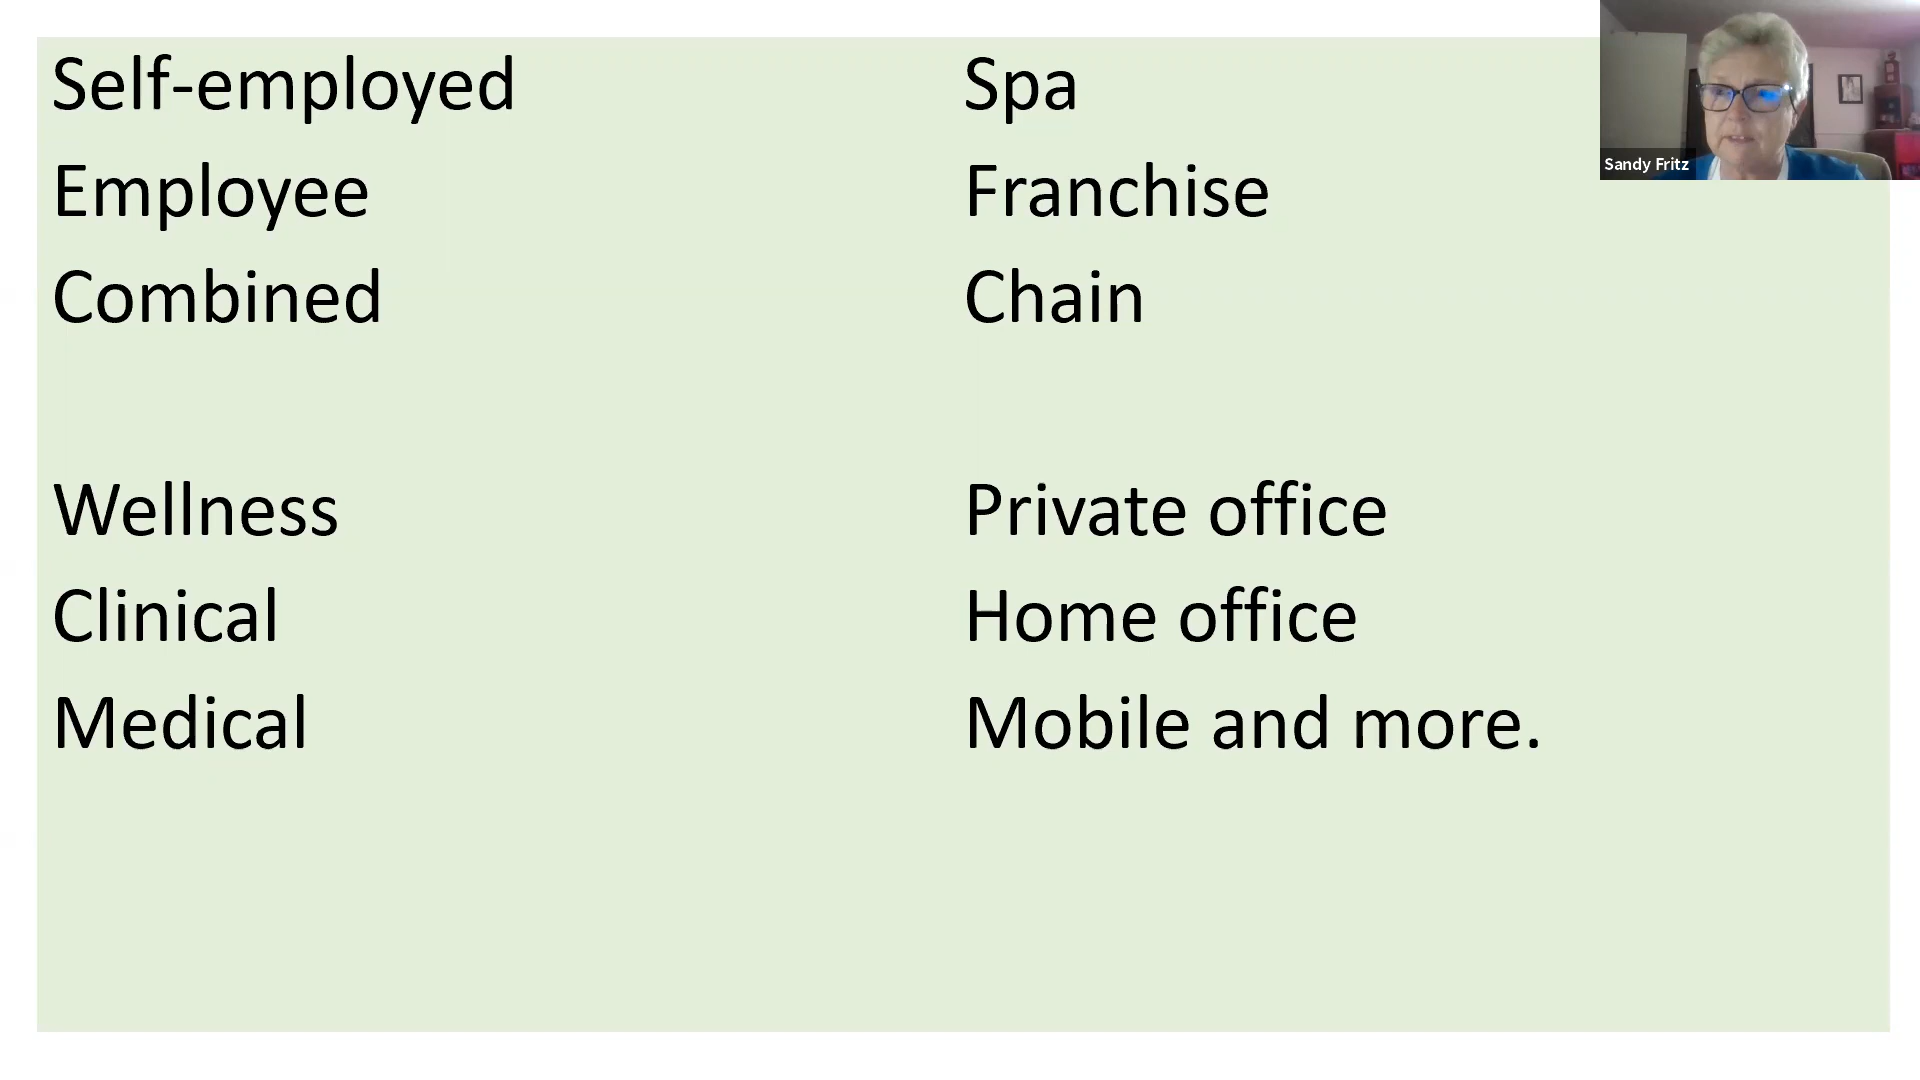 Self-employed
Employee
Combined
Wellness
Clinical
Medical
Spa
Franchise
Chain
Private office
Home office
Mobile and more.
Sandy Fritz